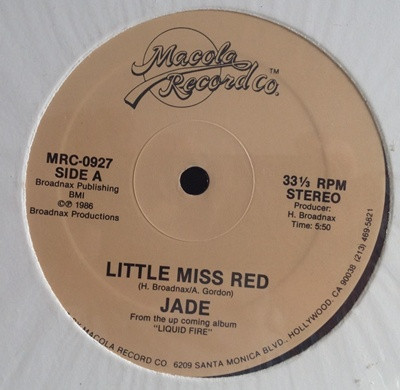 Macola
Record Co.™
MRC-0927
SIDE A
Broadnax Publishing
BMI
©℗ 1986
Broadnax Productions
33⅓ RPM
STEREO
Producer:
H. Broadnax
Time: 5:50
LITTLE MISS RED
(H. Broadnax/A. Gordon)
JADE
From the up coming album
"LIQUID FIRE"
MACOLA RECORD CO. 6209 SANTA MONICA BLVD., HOLLYWOOD, CA 90038 (213) 469-5821